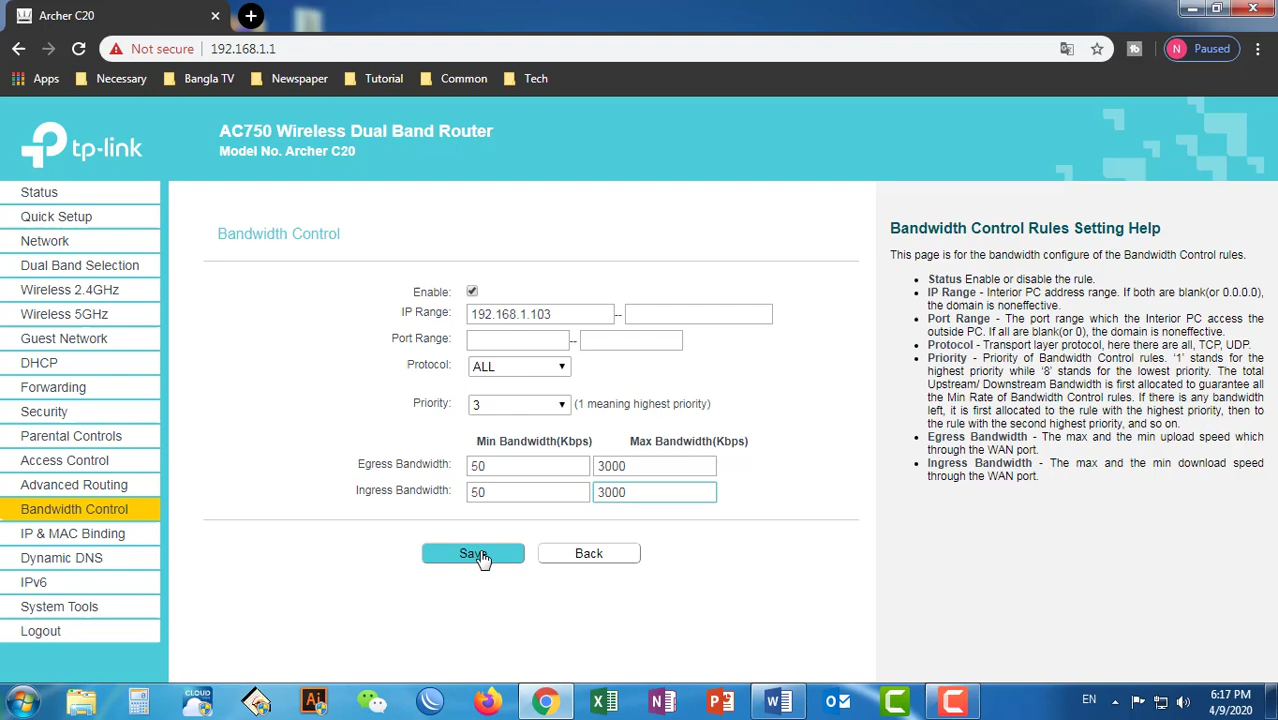 Archer C20
Not secure | 192.168.1.1
N Paused
Apps Necessary Bangla TV Newspaper Tutorial Common Tech
tp-link
AC750 Wireless Dual Band Router
Model No. Archer C20
Status
Quick Setup
Network
Dual Band Selection
Wireless 2.4GHz
Wireless 5GHz
Guest Network
DHCP
Forwarding
Security
Parental Controls
Access Control
Advanced Routing
Bandwidth Control
IP & MAC Binding
Dynamic DNS
IPv6
System Tools
Logout
Bandwidth Control
Enable:
IP Range: 192.168.1.103 --
Port Range: --
Protocol: ALL
Priority: 3 (1 meaning highest priority)
Min Bandwidth(Kbps) Max Bandwidth(Kbps)
Egress Bandwidth: 50 3000
Ingress Bandwidth: 50 3000
Save Back
Bandwidth Control Rules Setting Help
This page is for the bandwidth configure of the Bandwidth Control rules.
• Status Enable or disable the rule.
• IP Range - Interior PC address range. If both are blank(or 0.0.0.0),
the domain is noneffective.
• Port Range - The port range which the Interior PC access the
outside PC. If all are blank(or 0), the domain is noneffective.
• Protocol - Transport layer protocol, here there are ALL, TCP, UDP.
• Priority - Priority of Bandwidth Control rules. '1' stands for the
highest priority while '8' stands for the lowest priority. The total
Upstream/ Downstream Bandwidth is first allocated to guarantee all
the Min Rate of Bandwidth Control rules. If there is any bandwidth
left, it is first allocated to the rule with the highest priority, then to
the rule with the second highest priority, and so on.
• Egress Bandwidth - The max and the min upload speed which
through the WAN port.
• Ingress Bandwidth - The max and the min download speed
through the WAN port.
CLOUD
EN
6:17 PM
4/9/2020